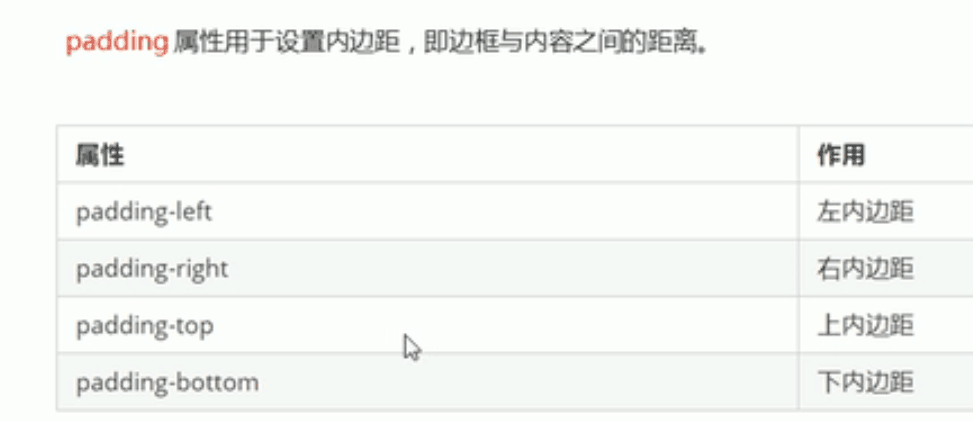 padding 属性用于设置内边距，即边框与内容之间的距离。
属性 作用
padding-left 左内边距
padding-right 右内边距
padding-top 上内边距
padding-bottom 下内边距